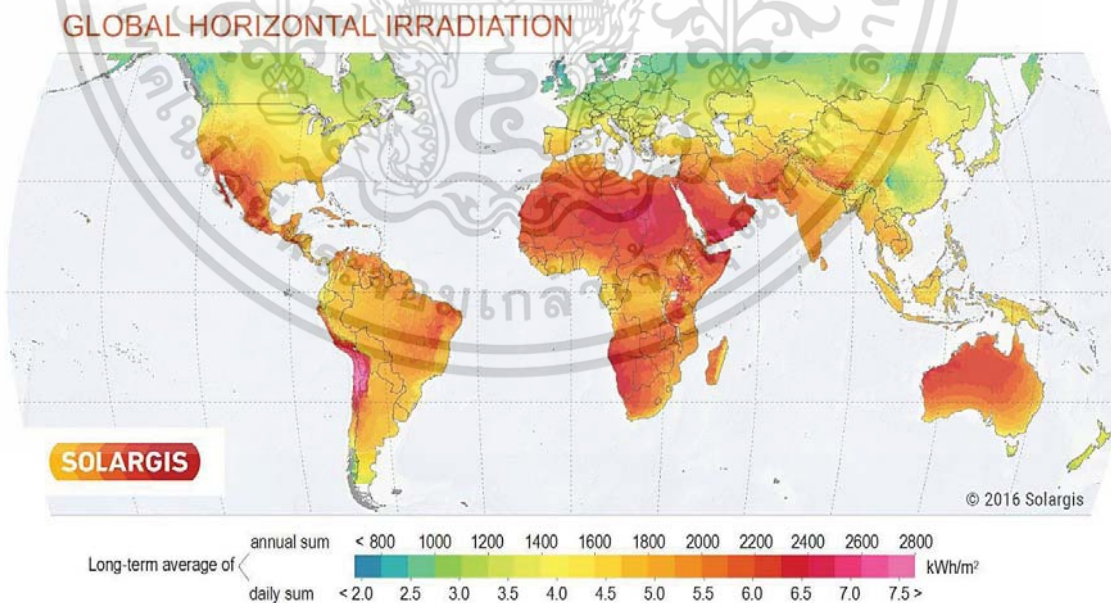 GLOBAL HORIZONTAL IRRADIATION
SOLARGIS
© 2016 Solargis
Long-term average of
annual sum < 800 1000 1200 1400 1600 1800 2000 2200 2400 2600 2800 kWh/m²
daily sum < 2.0 2.5 3.0 3.5 4.0 4.5 5.0 5.5 6.0 6.5 7.0 7.5 >